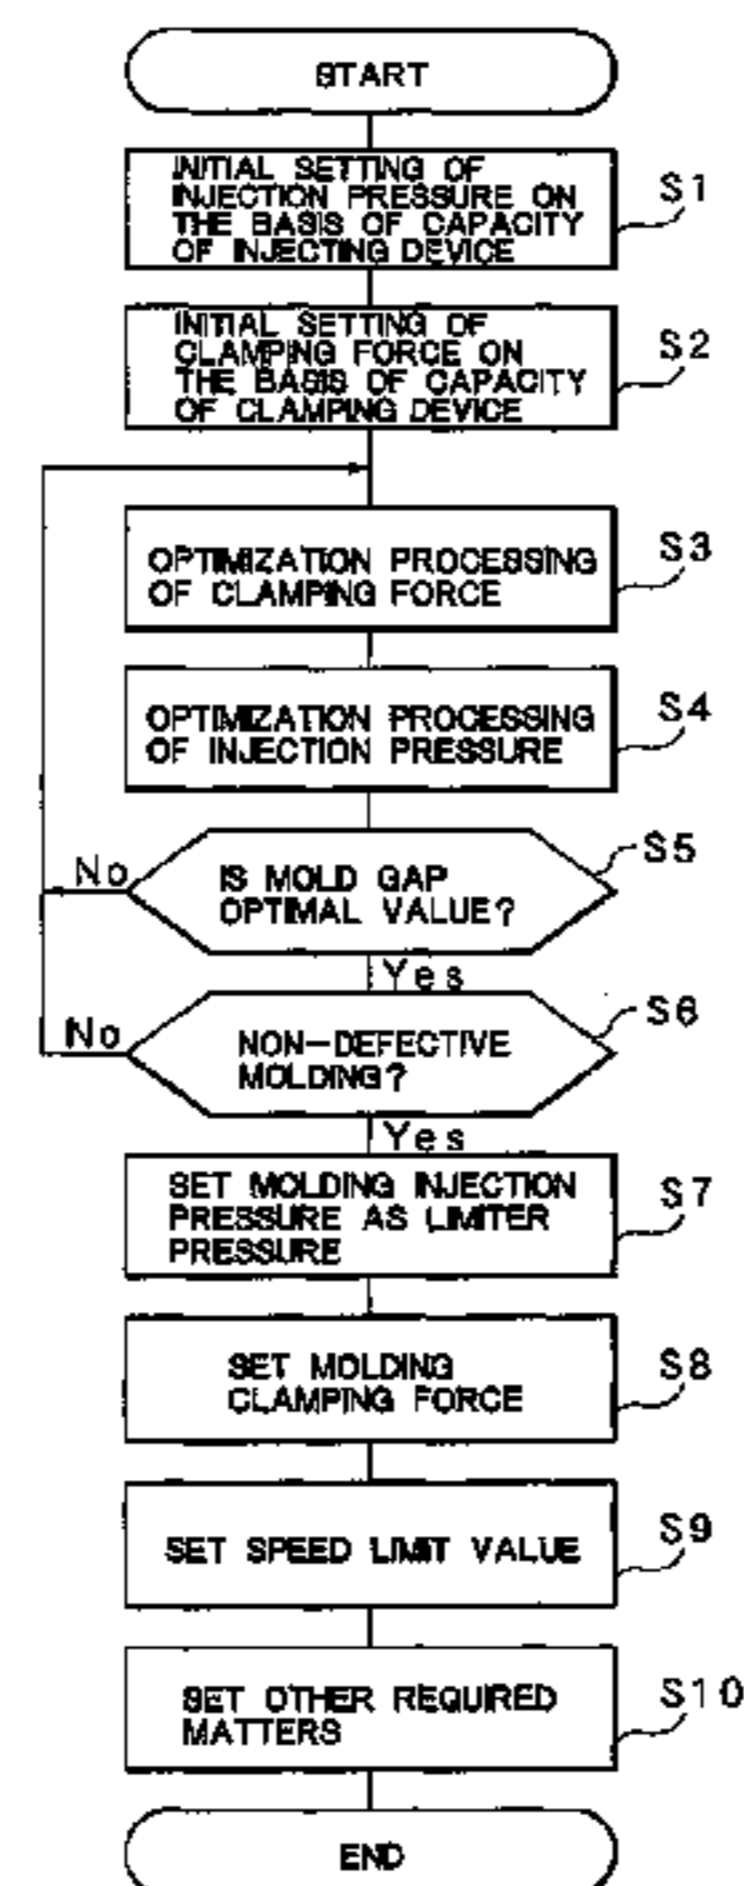 START
INITIAL SETTING OF
INJECTION PRESSURE ON
THE BASIS OF CAPACITY
OF INJECTING DEVICE
S1
INITIAL SETTING OF
CLAMPING FORCE ON
THE BASIS OF CAPACITY
OF CLAMPING DEVICE
S2
OPTIMIZATION PROCESSING
OF CLAMPING FORCE
S3
OPTIMIZATION PROCESSING
OF INJECTION PRESSURE
S4
IS MOLD GAP
OPTIMAL VALUE?
S5
No
Yes
NON-DEFECTIVE
MOLDING?
S6
No
Yes
SET MOLDING INJECTION
PRESSURE AS LIMITER
PRESSURE
S7
SET MOLDING
CLAMPING FORCE
S8
SET SPEED LIMIT VALUE
S9
SET OTHER REQUIRED
MATTERS
S10
END